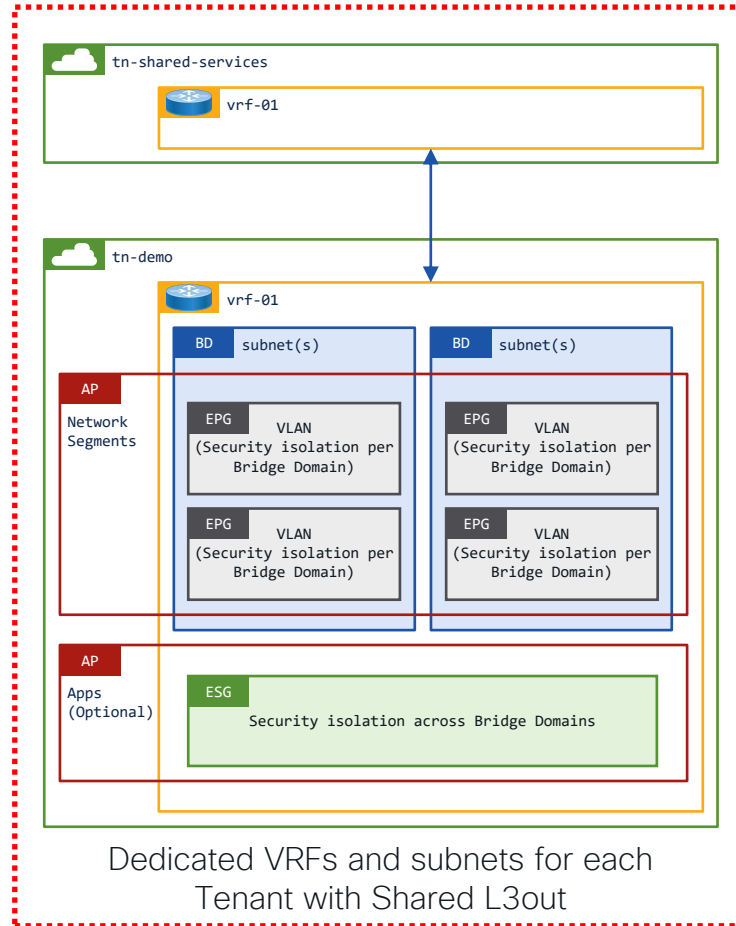 tn-shared-services
vrf-01
tn-demo
vrf-01
BD subnet(s)
BD subnet(s)
AP
Network
Segments
EPG VLAN
(Security isolation per
Bridge Domain)
EPG VLAN
(Security isolation per
Bridge Domain)
EPG VLAN
(Security isolation per
Bridge Domain)
EPG VLAN
(Security isolation per
Bridge Domain)
AP
Apps
(Optional)
ESG
Security isolation across Bridge Domains
Dedicated VRFs and subnets for each
Tenant with Shared L3out